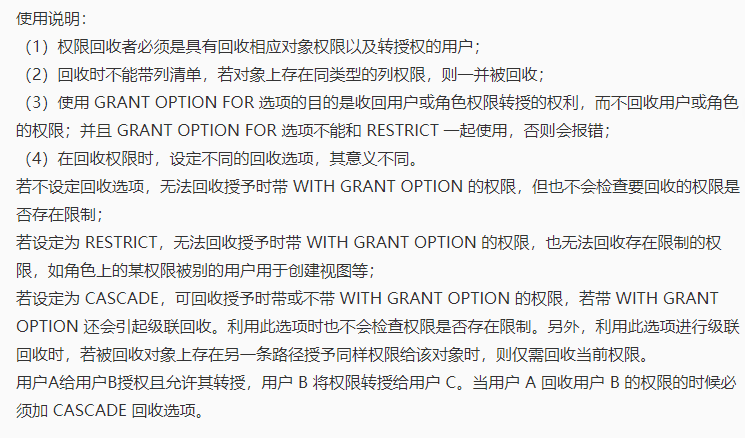 使用说明：
（1）权限回收者必须是具有回收相应对象权限以及转授权的用户；
（2）回收时不能带列清单，若对象上存在同类型的列权限，则一并被回收；
（3）使用 GRANT OPTION FOR 选项的目的是收回用户或角色权限转授的权利，而不回收用户或角色
的权限；并且 GRANT OPTION FOR 选项不能和 RESTRICT 一起使用，否则会报错；
（4）在回收权限时，设定不同的回收选项，其意义不同。
若不设定回收选项，无法回收授予时带 WITH GRANT OPTION 的权限，但也不会检查要回收的权限是
否存在限制；
若设定为 RESTRICT，无法回收授予时带 WITH GRANT OPTION 的权限，也无法回收存在限制的权
限，如角色上的某权限被别的用户用于创建视图等；
若设定为 CASCADE，可回收授予时带或不带 WITH GRANT OPTION 的权限，若带 WITH GRANT
OPTION 还会引起级联回收。利用此选项时也不会检查权限是否存在限制。另外，利用此选项进行级联
回收时，若被回收对象上存在另一条路径授予同样权限给该对象时，则仅需回收当前权限。
用户A给用户B授权且允许其转授，用户 B 将权限转授给用户 C。当用户 A 回收用户 B 的权限的时候必
须加 CASCADE 回收选项。